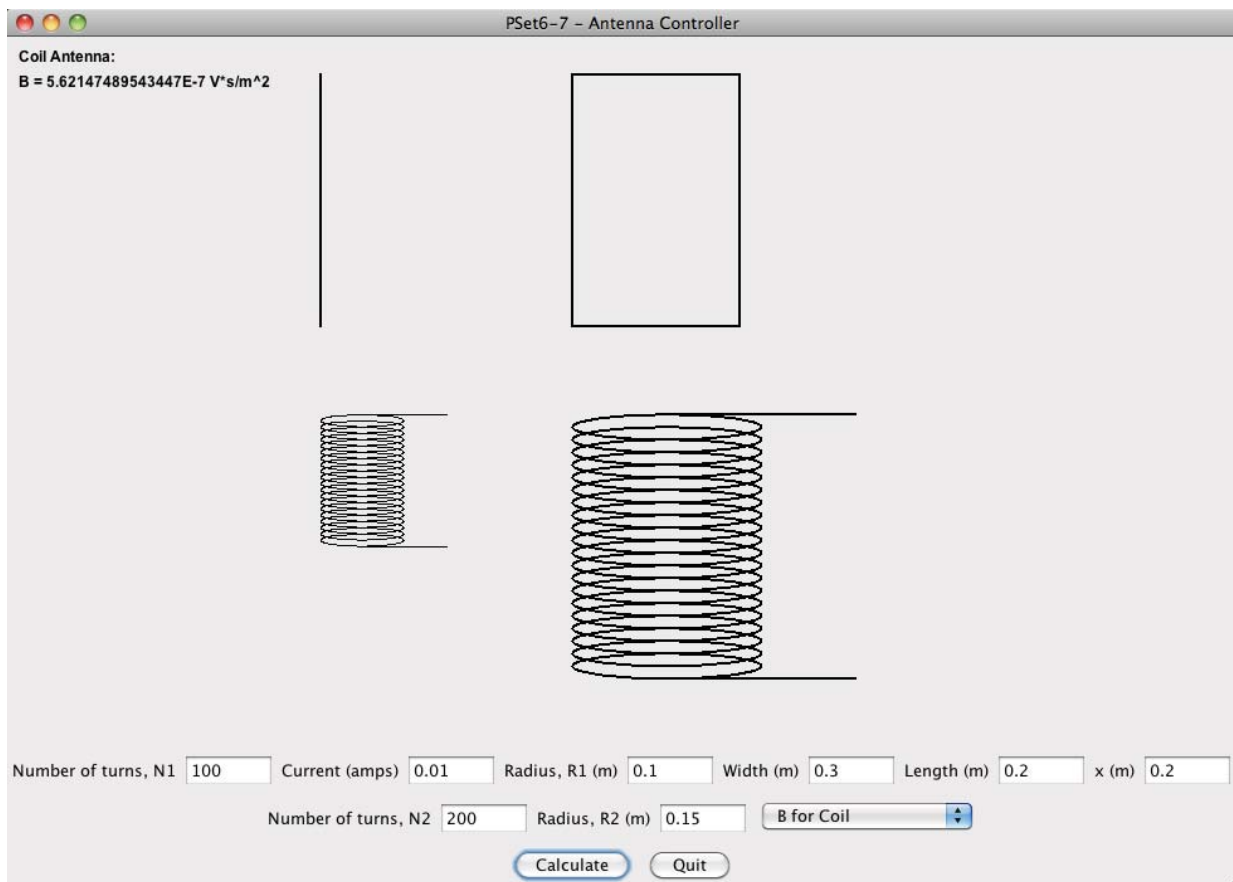 PSet6-7 - Antenna Controller
Coil Antenna:
B = 5.62147489543447E-7 V*s/m^2
Number of turns, N1 100 Current (amps) 0.01 Radius, R1 (m) 0.1 Width (m) 0.3 Length (m) 0.2 x (m) 0.2
Number of turns, N2 200 Radius, R2 (m) 0.15 B for Coil
Calculate Quit